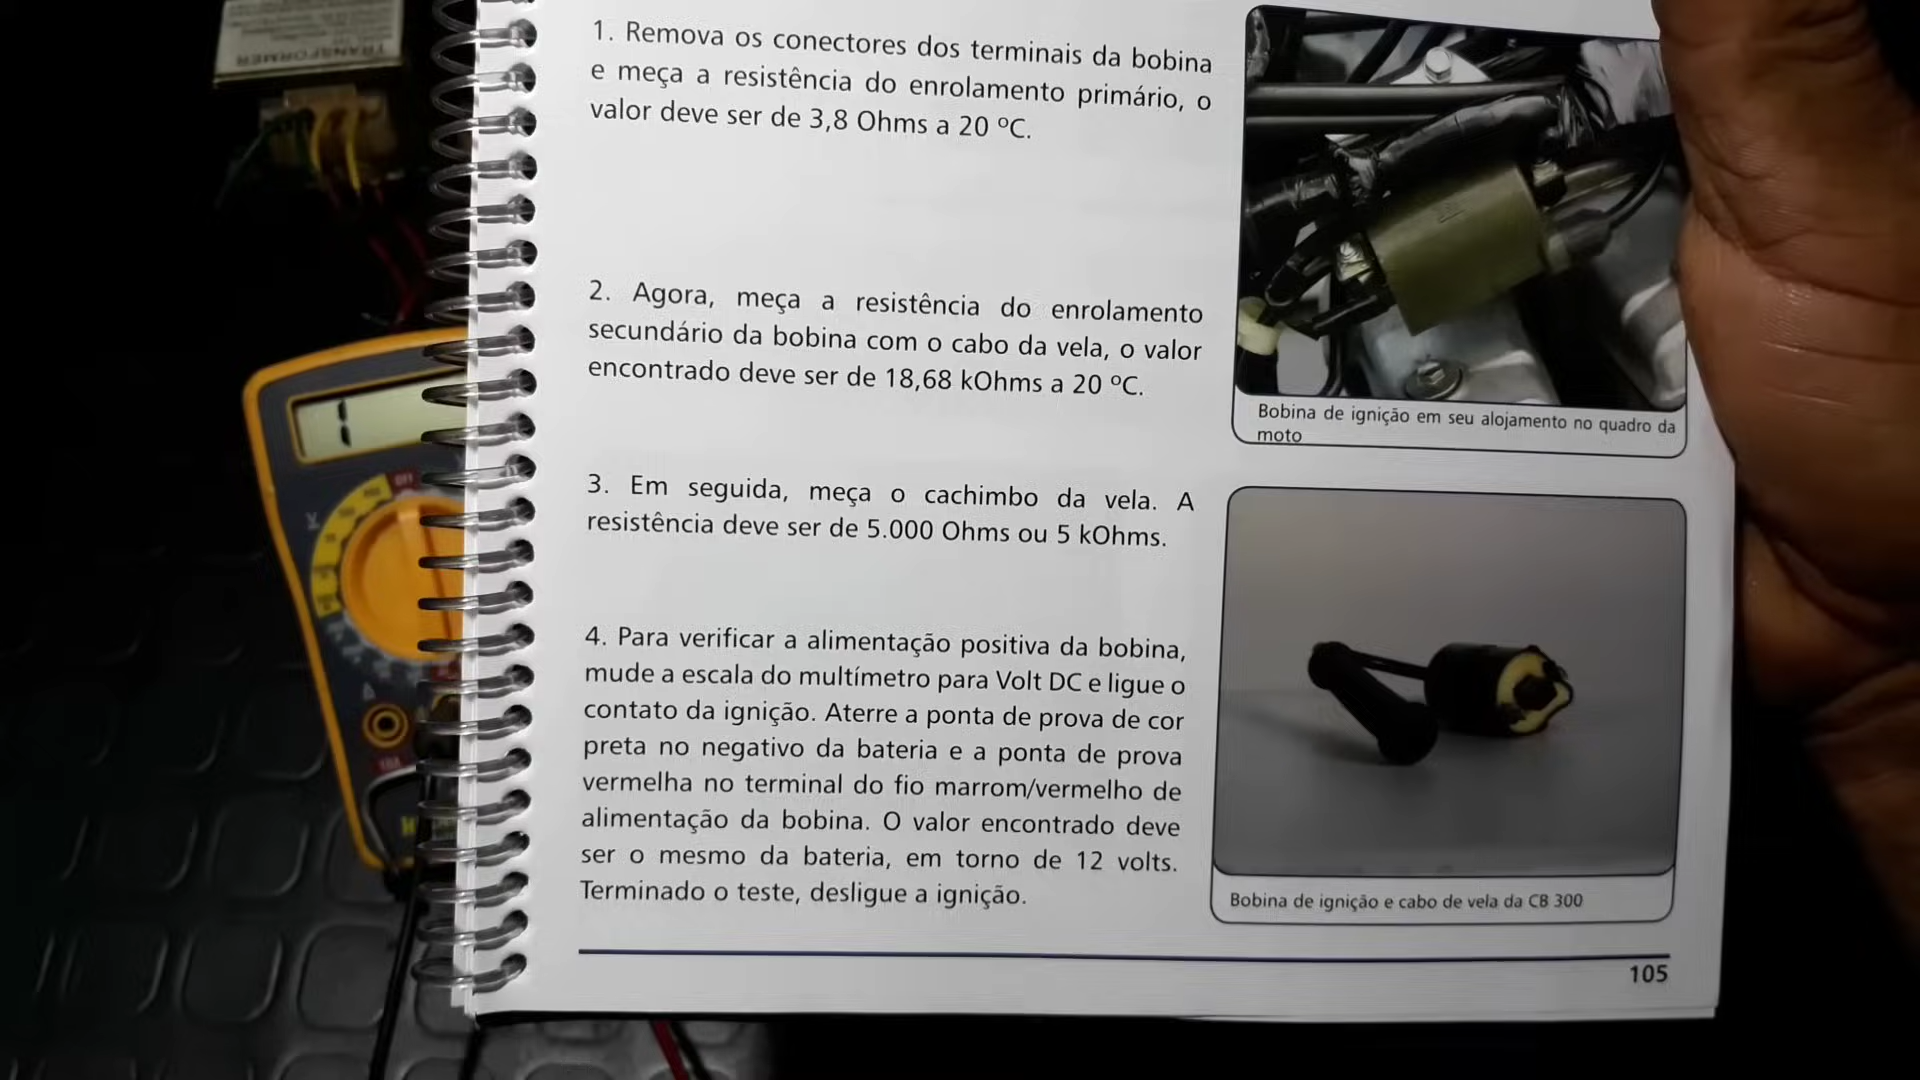 TRANSFORMER
1. Remova os conectores dos terminais da bobina
e meça a resistência do enrolamento primário, o
valor deve ser de 3,8 Ohms a 20 ºC.
2. Agora, meça a resistência do enrolamento
secundário da bobina com o cabo da vela, o valor
encontrado deve ser de 18,68 kOhms a 20 ºC.
3. Em seguida, meça o cachimbo da vela. A
resistência deve ser de 5.000 Ohms ou 5 kOhms.
4. Para verificar a alimentação positiva da bobina,
mude a escala do multímetro para Volt DC e ligue o
contato da ignição. Aterre a ponta de prova de cor
preta no negativo da bateria e a ponta de prova
vermelha no terminal do fio marrom/vermelho de
alimentação da bobina. O valor encontrado deve
ser o mesmo da bateria, em torno de 12 volts.
Terminado o teste, desligue a ignição.
Bobina de ignição em seu alojamento no quadro da
moto
Bobina de ignição e cabo de vela da CB 300
105
OFF